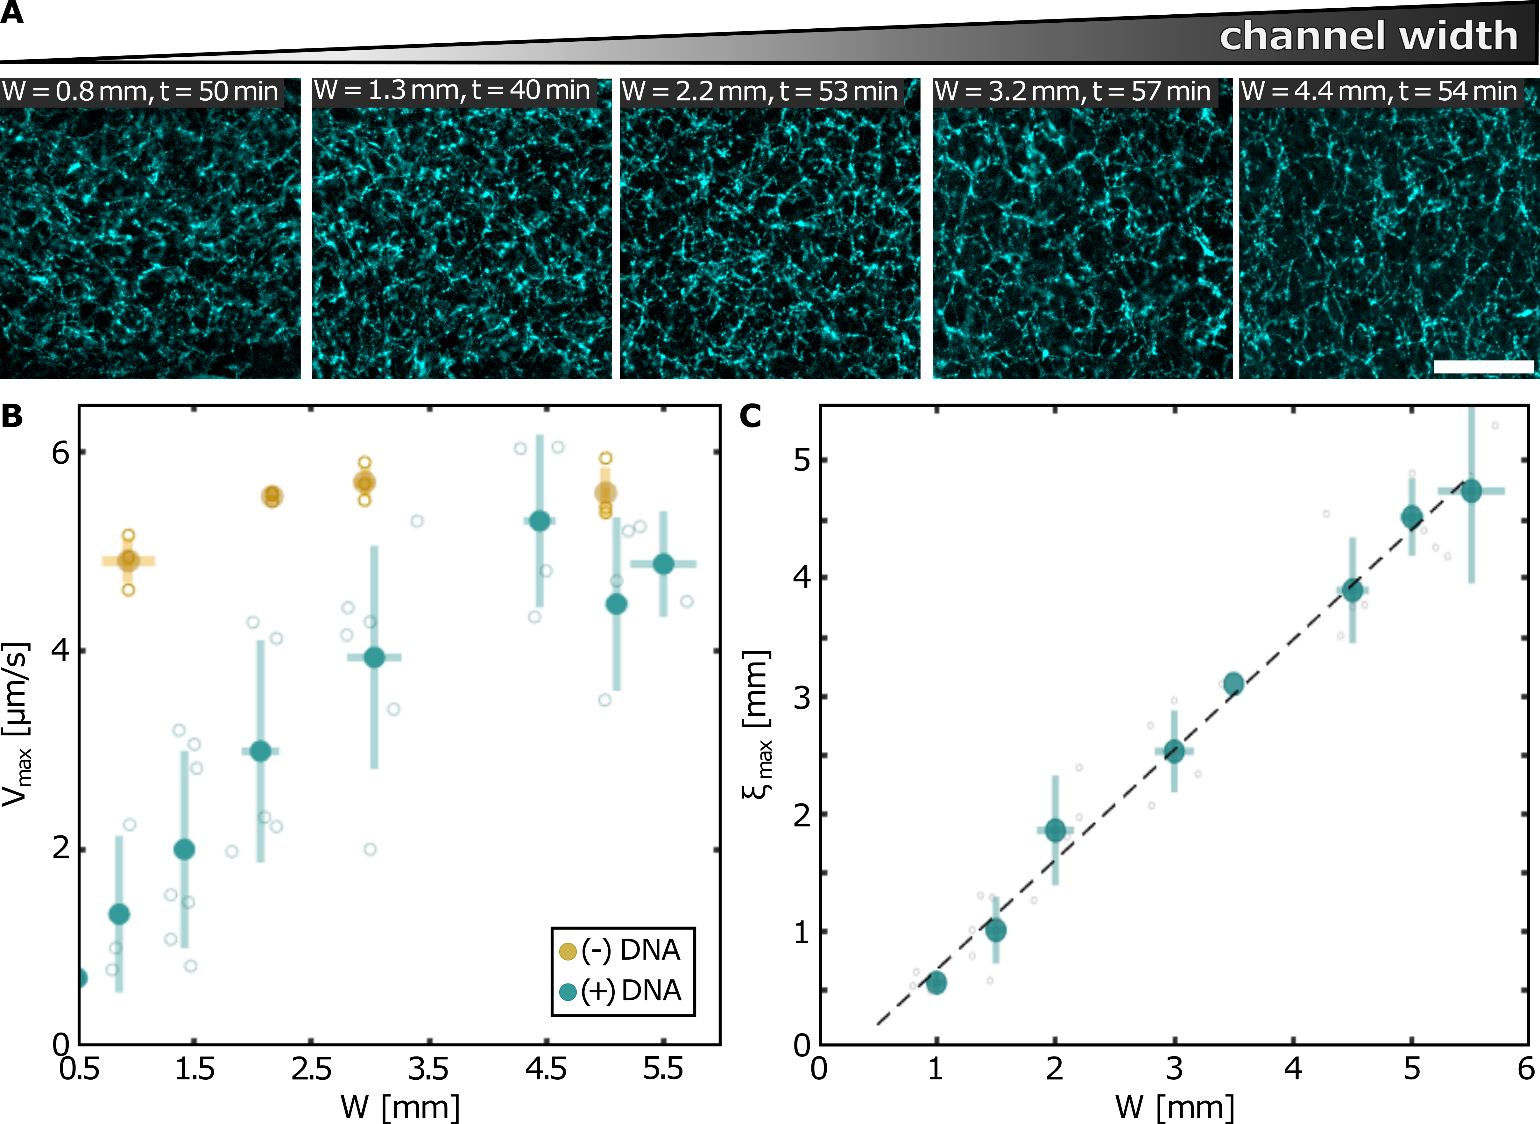 A
channel width
W = 0.8 mm, t = 50 min
W = 1.3 mm, t = 40 min
W = 2.2 mm, t = 53 min
W = 3.2 mm, t = 57 min
W = 4.4 mm, t = 54 min
B
6
4
2
0
Vmax [µm/s]
0.5 1.5 2.5 3.5 4.5 5.5
W [mm]
(-) DNA
(+) DNA
C
5
4
3
2
1
0
ξmax [mm]
0 1 2 3 4 5 6
W [mm]